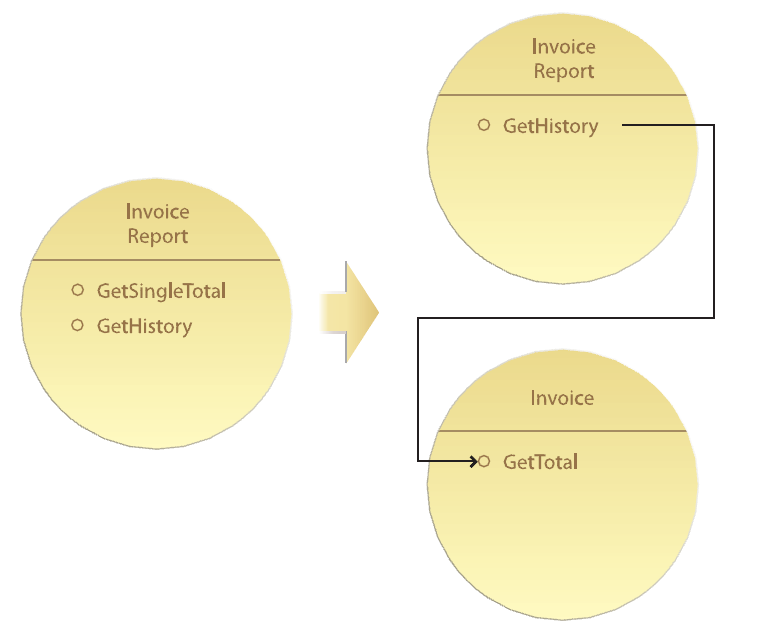 Invoice
Report
GetSingleTotal
GetHistory
Invoice
Report
GetHistory
Invoice
GetTotal